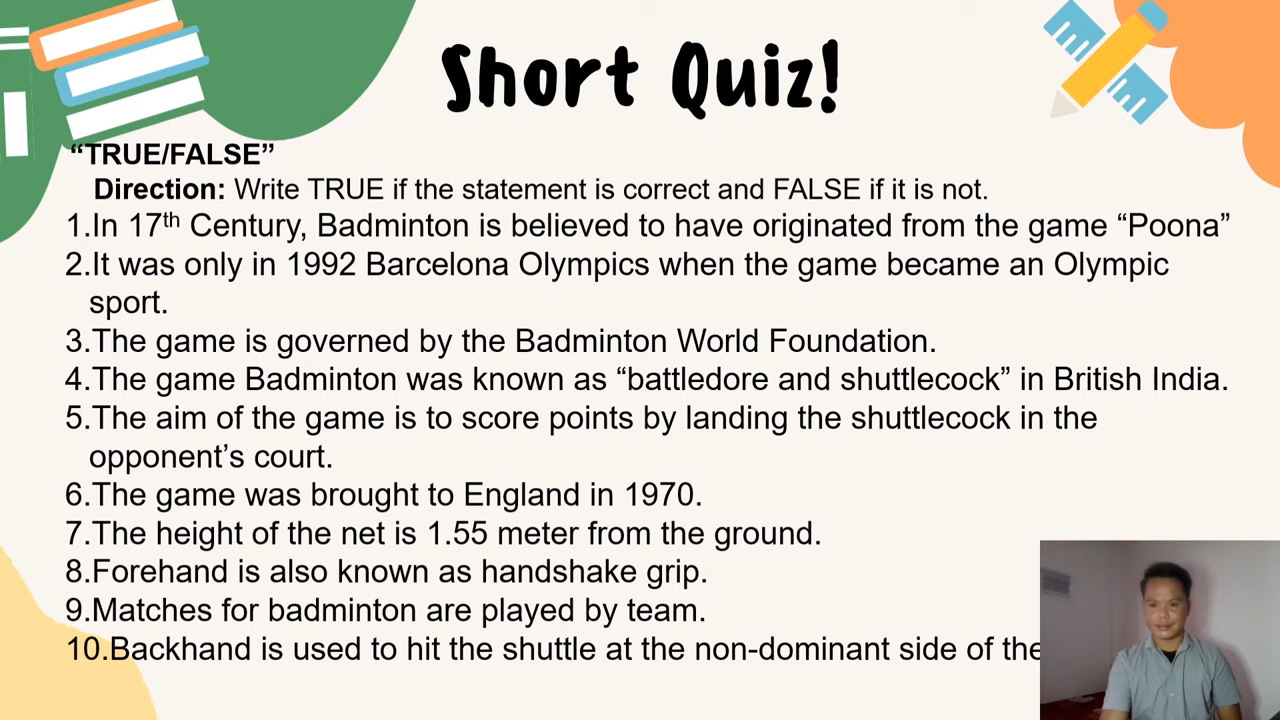 Short Quiz!
“TRUE/FALSE”
Direction: Write TRUE if the statement is correct and FALSE if it is not.
1.In 17th Century, Badminton is believed to have originated from the game “Poona”
2.It was only in 1992 Barcelona Olympics when the game became an Olympic
sport.
3.The game is governed by the Badminton World Foundation.
4.The game Badminton was known as “battledore and shuttlecock” in British India.
5.The aim of the game is to score points by landing the shuttlecock in the
opponent’s court.
6.The game was brought to England in 1970.
7.The height of the net is 1.55 meter from the ground.
8.Forehand is also known as handshake grip.
9.Matches for badminton are played by team.
10.Backhand is used to hit the shuttle at the non-dominant side of the